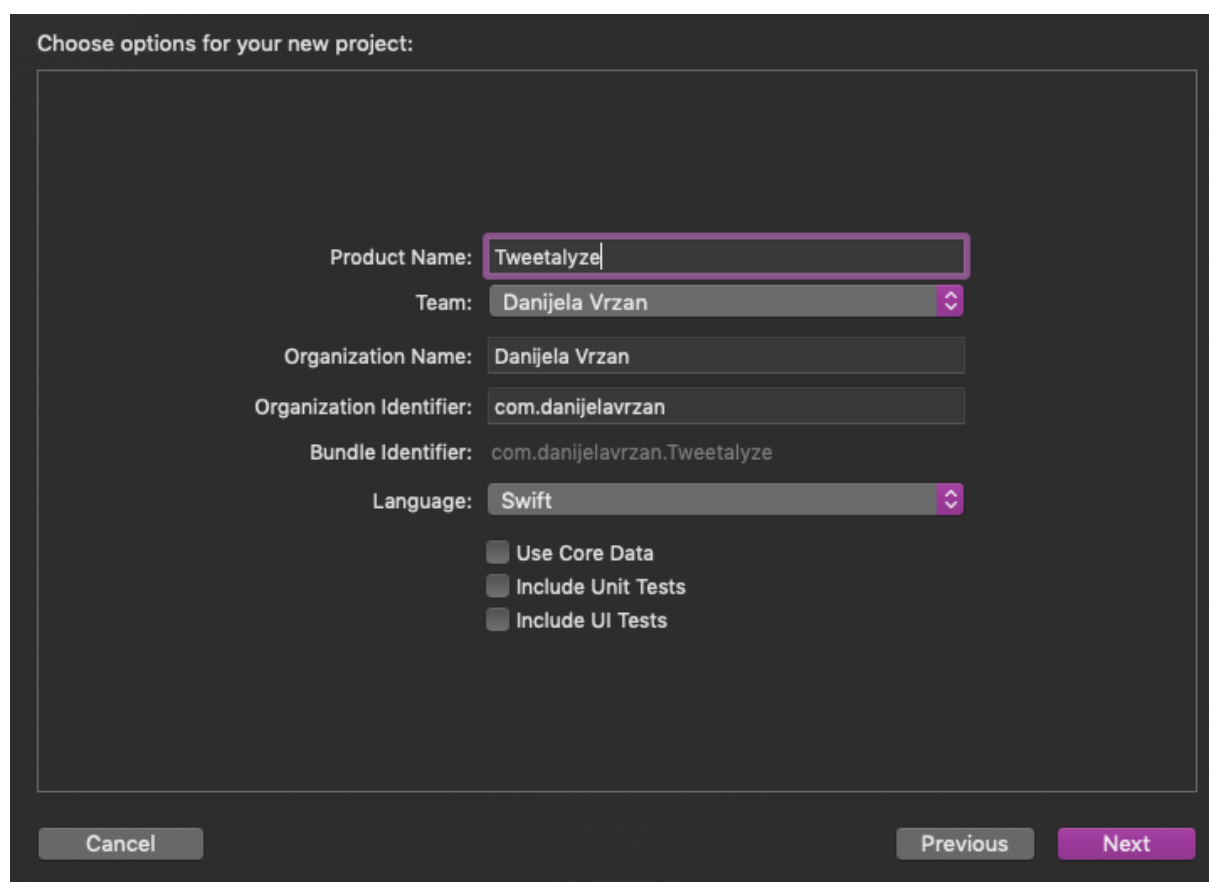 Choose options for your new project:
Product Name: Tweetalyze
Team: Danijela Vrzan
Organization Name: Danijela Vrzan
Organization Identifier: com.danijelavrzan
Bundle Identifier: com.danijelavrzan.Tweetalyze
Language: Swift
Use Core Data
Include Unit Tests
Include UI Tests
Cancel Previous Next